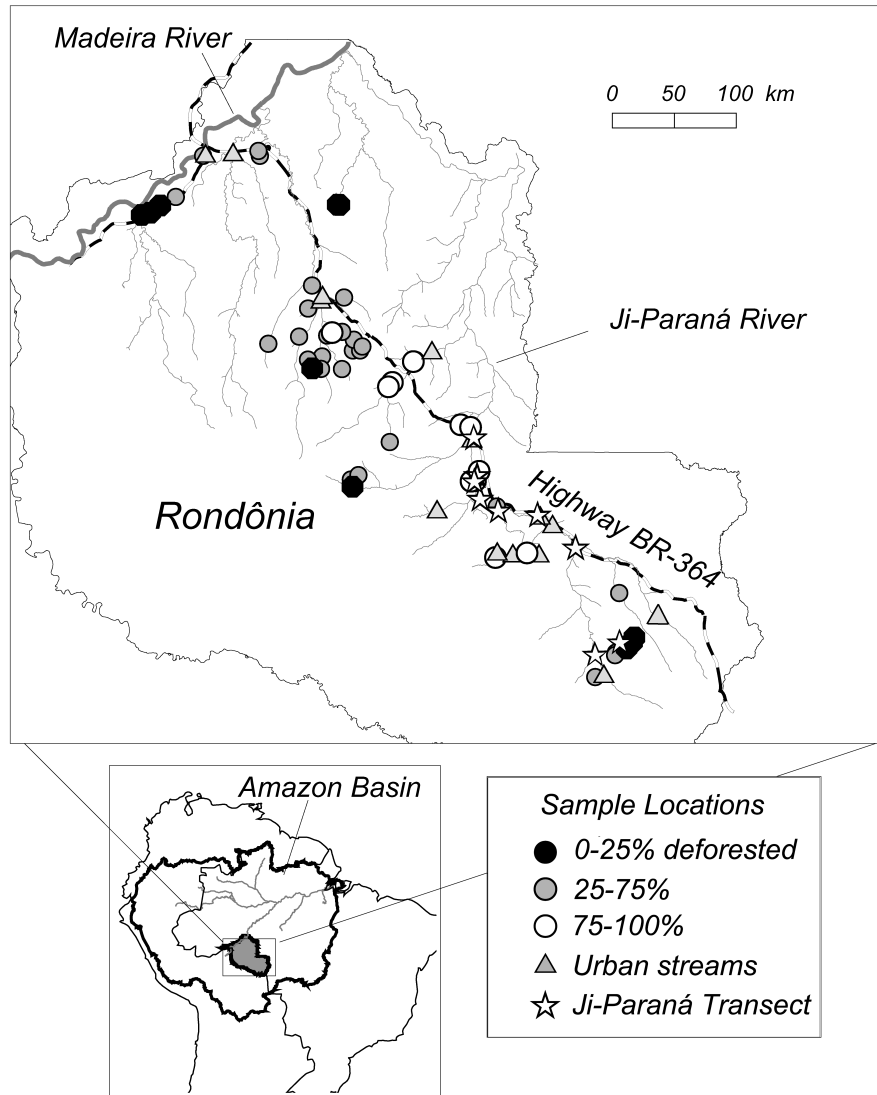 Madeira River
0 50 100 km
Ji-Paraná River
Rondônia
Highway BR-364
Amazon Basin
Sample Locations
0-25% deforested
25-75%
75-100%
Urban streams
Ji-Paraná Transect